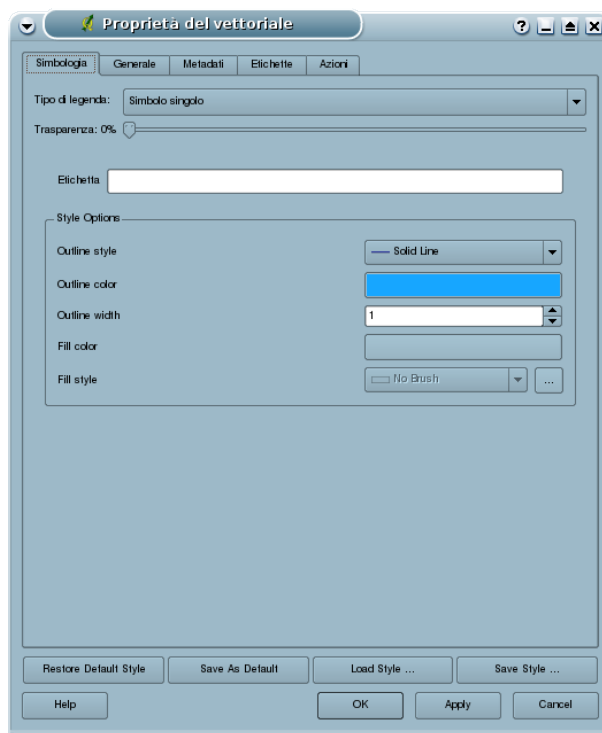 Proprietà del vettoriale
Simbologia Generale Metadati Etichette Azioni
Tipo di legenda: Simbolo singolo
Trasparenza: 0%
Etichetta
Style Options
Outline style Solid Line
Outline color
Outline width 1
Fill color
Fill style No Brush ...
Restore Default Style Save As Default Load Style ... Save Style ...
Help OK Apply Cancel